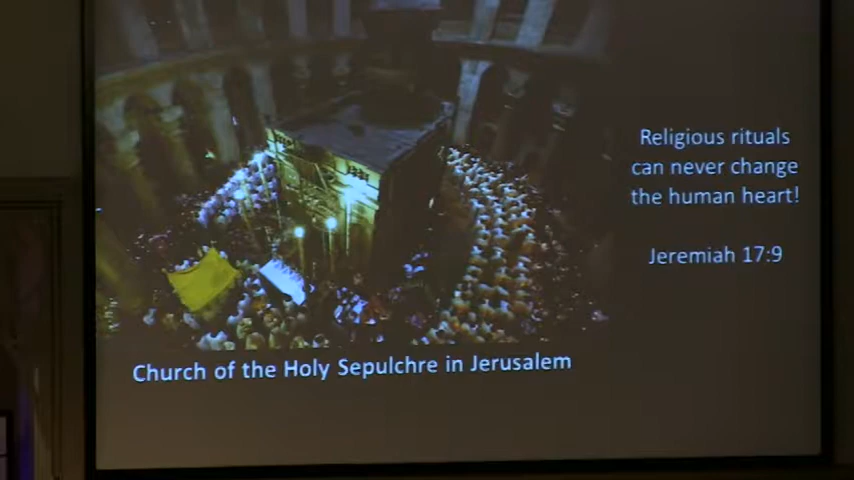 Religious rituals
can never change
the human heart!
Jeremiah 17:9
Church of the Holy Sepulchre in Jerusalem